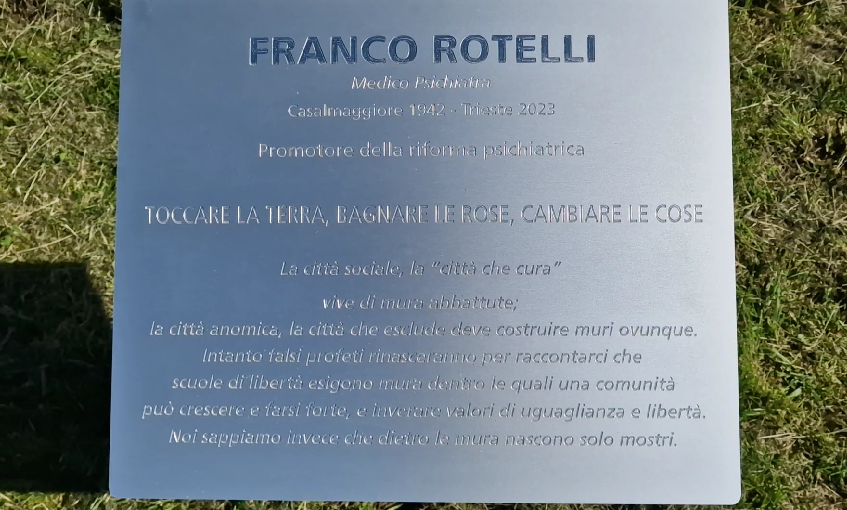 FRANCO ROTELLI
Medico Psichiatra
Casalmaggiore 1942 - Trieste 2023
Promotore della riforma psichiatrica
TOCCARE LA TERRA, BAGNARE LE ROSE, CAMBIARE LE COSE
La città sociale, la "città che cura"
vive di mura abbattute;
la città anomica, la città che esclude deve costruire muri ovunque.
Intanto falsi profeti rinasceranno per raccontarci che
scuole di libertà esigono mura dentro le quali una comunità
può crescere e farsi forte, e inverare valori di uguaglianza e libertà.
Noi sappiamo invece che dietro le mura nascono solo mostri.